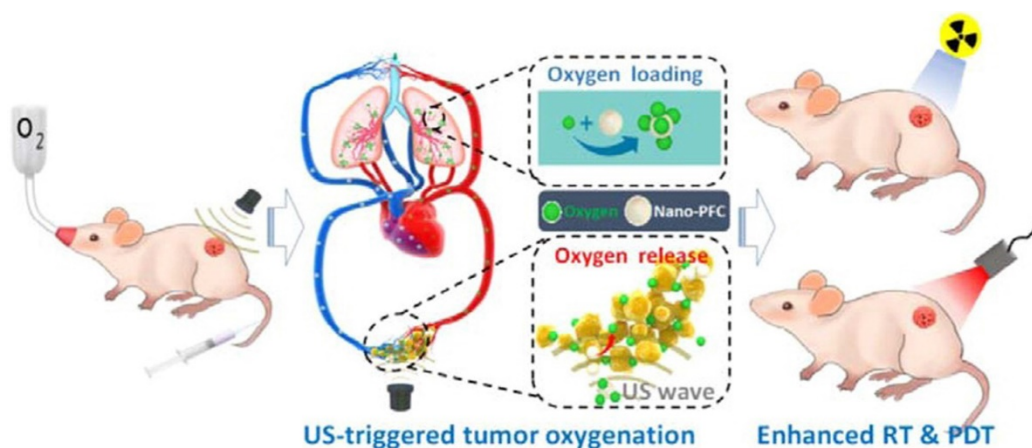 O2
Oxygen loading
+
Oxygen
Nano-PFC
Oxygen release
US wave
US-triggered tumor oxygenation
Enhanced RT & PDT